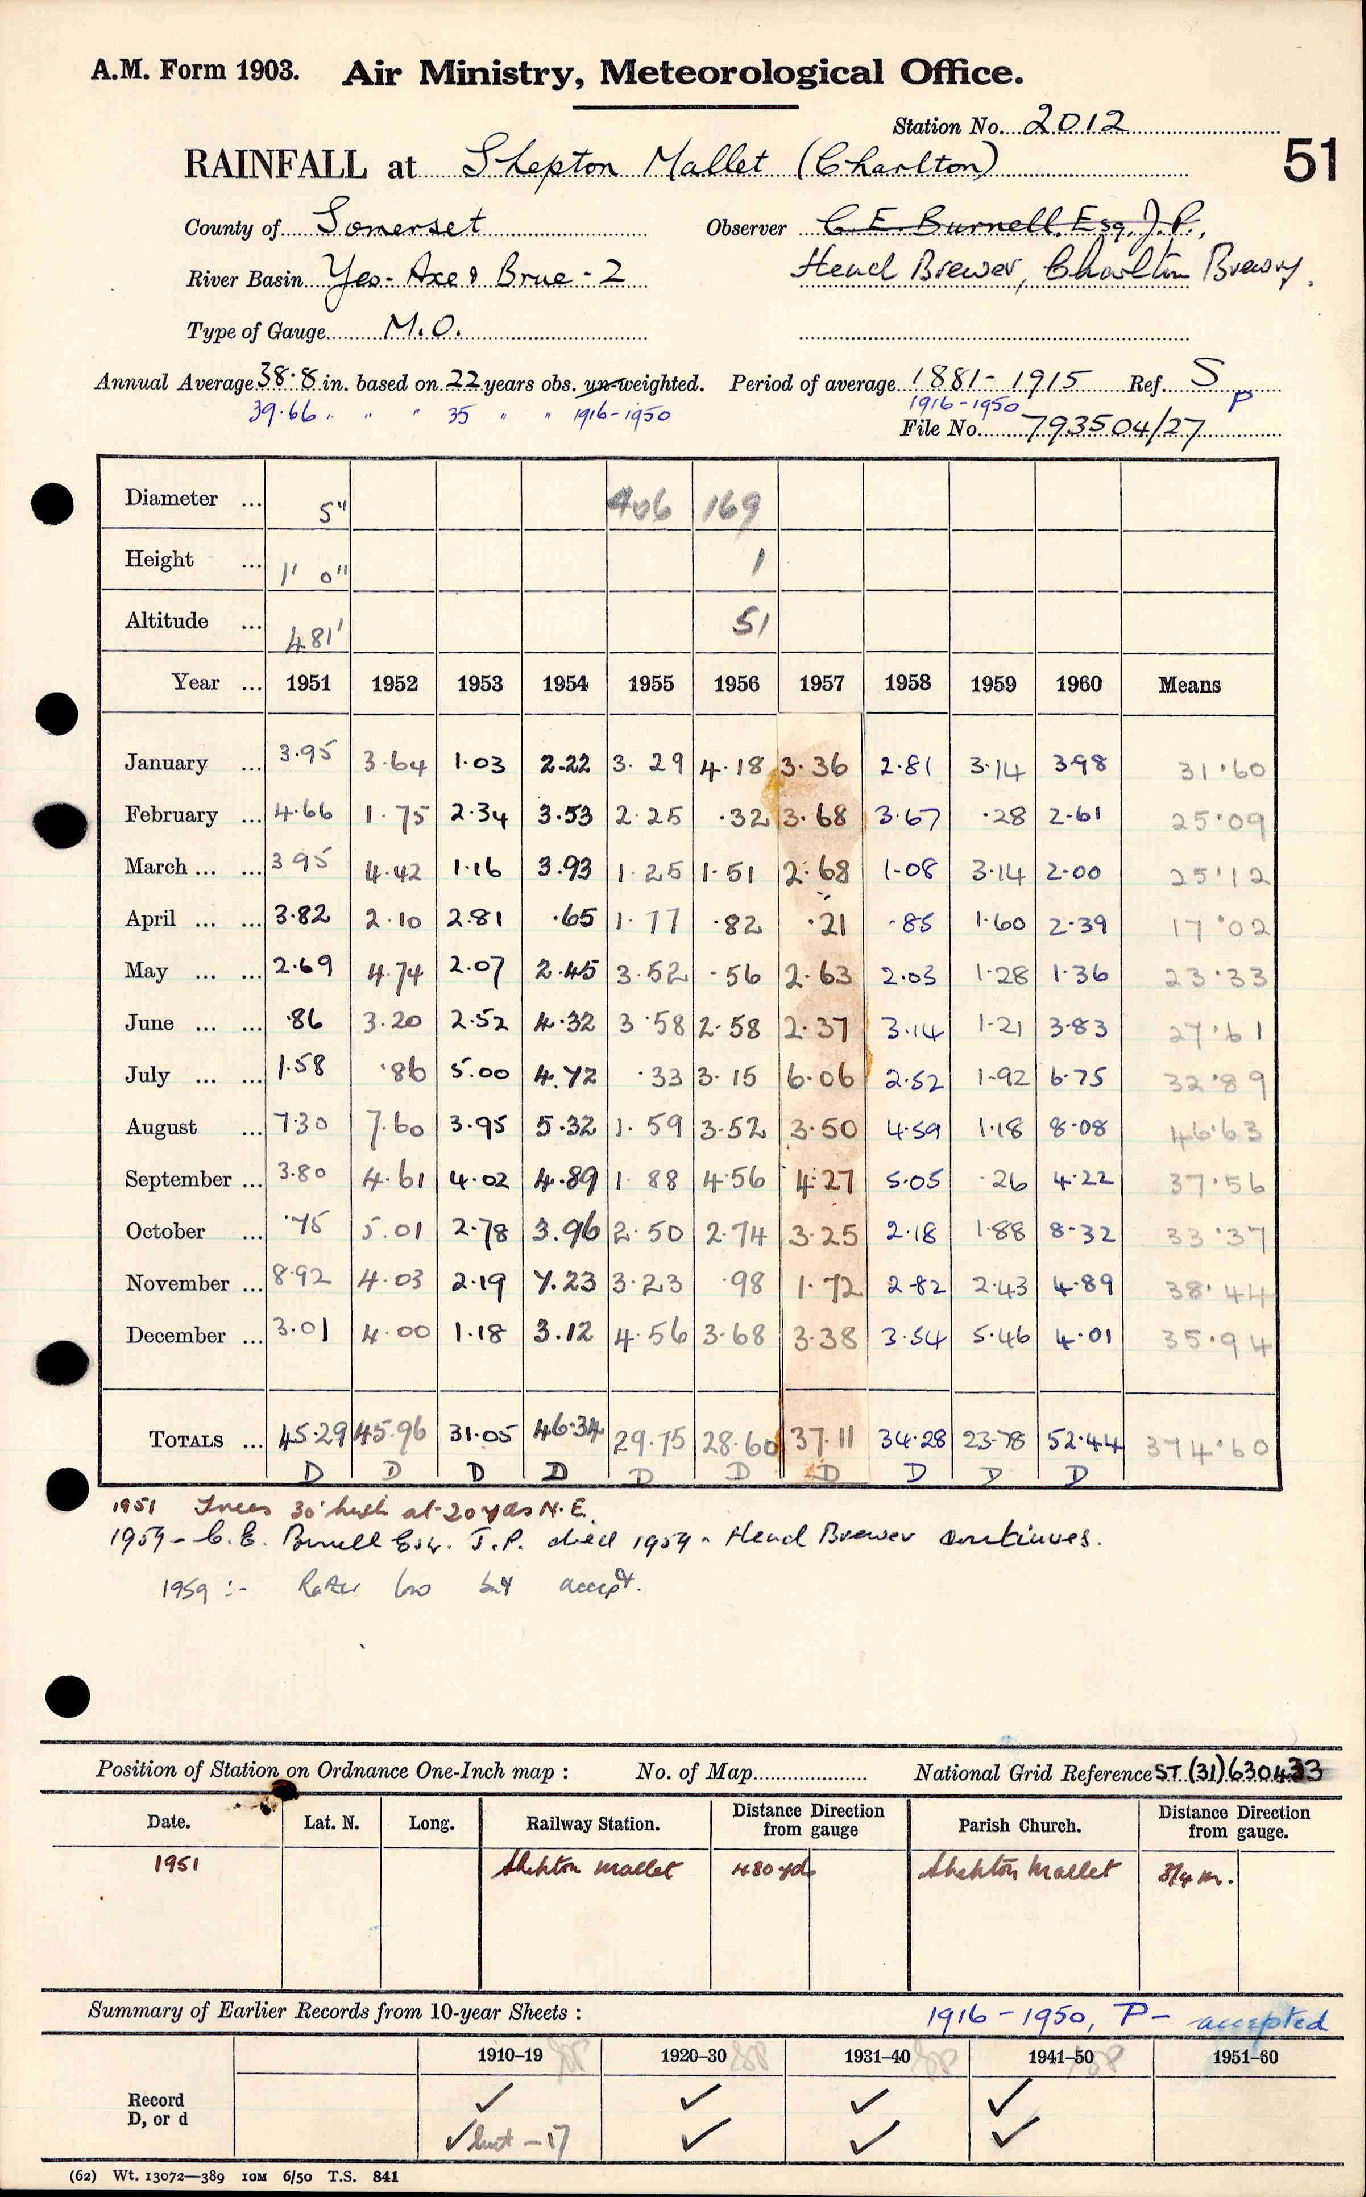 A.M. Form 1903. Air Ministry, Meteorological Office.
Station No. 2012
51
RAINFALL at Shepton Mallet (Charlton)
County of Somerset Observer C. E. Burnell. Esq. J.P.,
River Basin Yeo- Axe & Brue - 2 Head Brewer, Charlton Brewery.
Type of Gauge M.O.
Annual Average 38.8 in. based on 22 years obs. un-weighted. Period of average 1881-1915 Ref. S
39.66 " " " 35 " " 1916-1950 1916-1950 P
File No. 793504/27
Diameter ... 5" 406 169
Height ... 1' 0" 1
Altitude ... 481' 51
Year ... 1951 1952 1953 1954 1955 1956 1957 1958 1959 1960 Means
January ... 3.95 3.64 1.03 2.22 3.29 4.18 3.36 2.81 3.14 3.98 31.60
February ... 4.66 1.75 2.34 3.53 2.25 .32 3.68 3.67 .28 2.61 25.09
March ... ... 3.95 4.42 1.16 3.93 1.25 1.51 2.68 1.08 3.14 2.00 25.12
April ... ... 3.82 2.10 2.81 .65 1.77 .82 .21 .85 1.60 2.39 17.02
May ... ... 2.69 4.74 2.07 2.45 3.52 .56 2.63 2.03 1.28 1.36 23.33
June ... ... .86 3.20 2.52 4.32 3.58 2.58 2.37 3.14 1.21 3.83 27.61
July ... ... 1.58 .86 5.00 4.72 .33 3.15 6.06 2.52 1.92 6.75 32.89
August ... 7.30 7.60 3.95 5.32 1.59 3.52 3.50 4.59 1.18 8.08 46.63
September ... 3.80 4.61 4.02 4.89 1.88 4.56 4.27 5.05 .26 4.22 37.56
October ... .75 5.01 2.78 3.96 2.50 2.74 3.25 2.18 1.88 8.32 33.37
November ... 8.92 4.03 2.19 7.23 3.23 .98 1.72 2.82 2.43 4.89 38.44
December ... 3.01 4.00 1.18 3.12 4.56 3.68 3.38 3.54 5.46 4.01 35.94
TOTALS ... 45.29 45.96 31.05 46.34 29.75 28.60 37.11 34.28 23.78 52.44 374.60
D D D D D D D D D D
1951 Trees 30' high at 20 yds N.E.
1959 - C.E. Burnell Esq. J.P. died 1959 - Head Brewer continues.
1959 :- Rather low but accept.
Position of Station on Ordnance One-Inch map : No. of Map National Grid Reference ST (31) 630433
Date. Lat. N. Long. Railway Station. Distance Direction from gauge Parish Church. Distance Direction from gauge.
1951 Shepton Mallet 480 yds Shepton Mallet 3/4 m.
Summary of Earlier Records from 10-year Sheets : 1916-1950, P- accepted
1910-19 1920-30 1931-40 1941-50 1951-60
Record ✓ ✓ ✓ ✓
D, or d ✓ but -17 ✓ ✓ ✓
(62) Wt. 13072—389 10M 6/50 T.S. 841